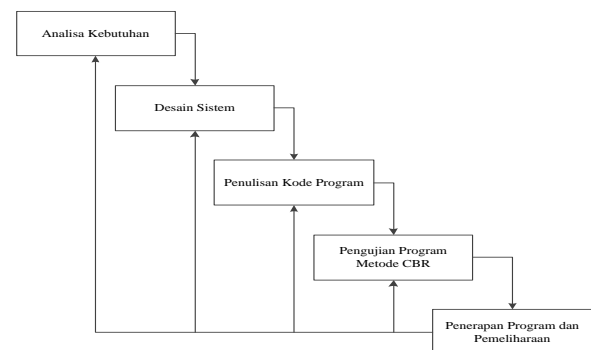 Analisa Kebutuhan
Desain Sistem
Penulisan Kode Program
Pengujian Program
Metode CBR
Penerapan Program dan
Pemeliharaan